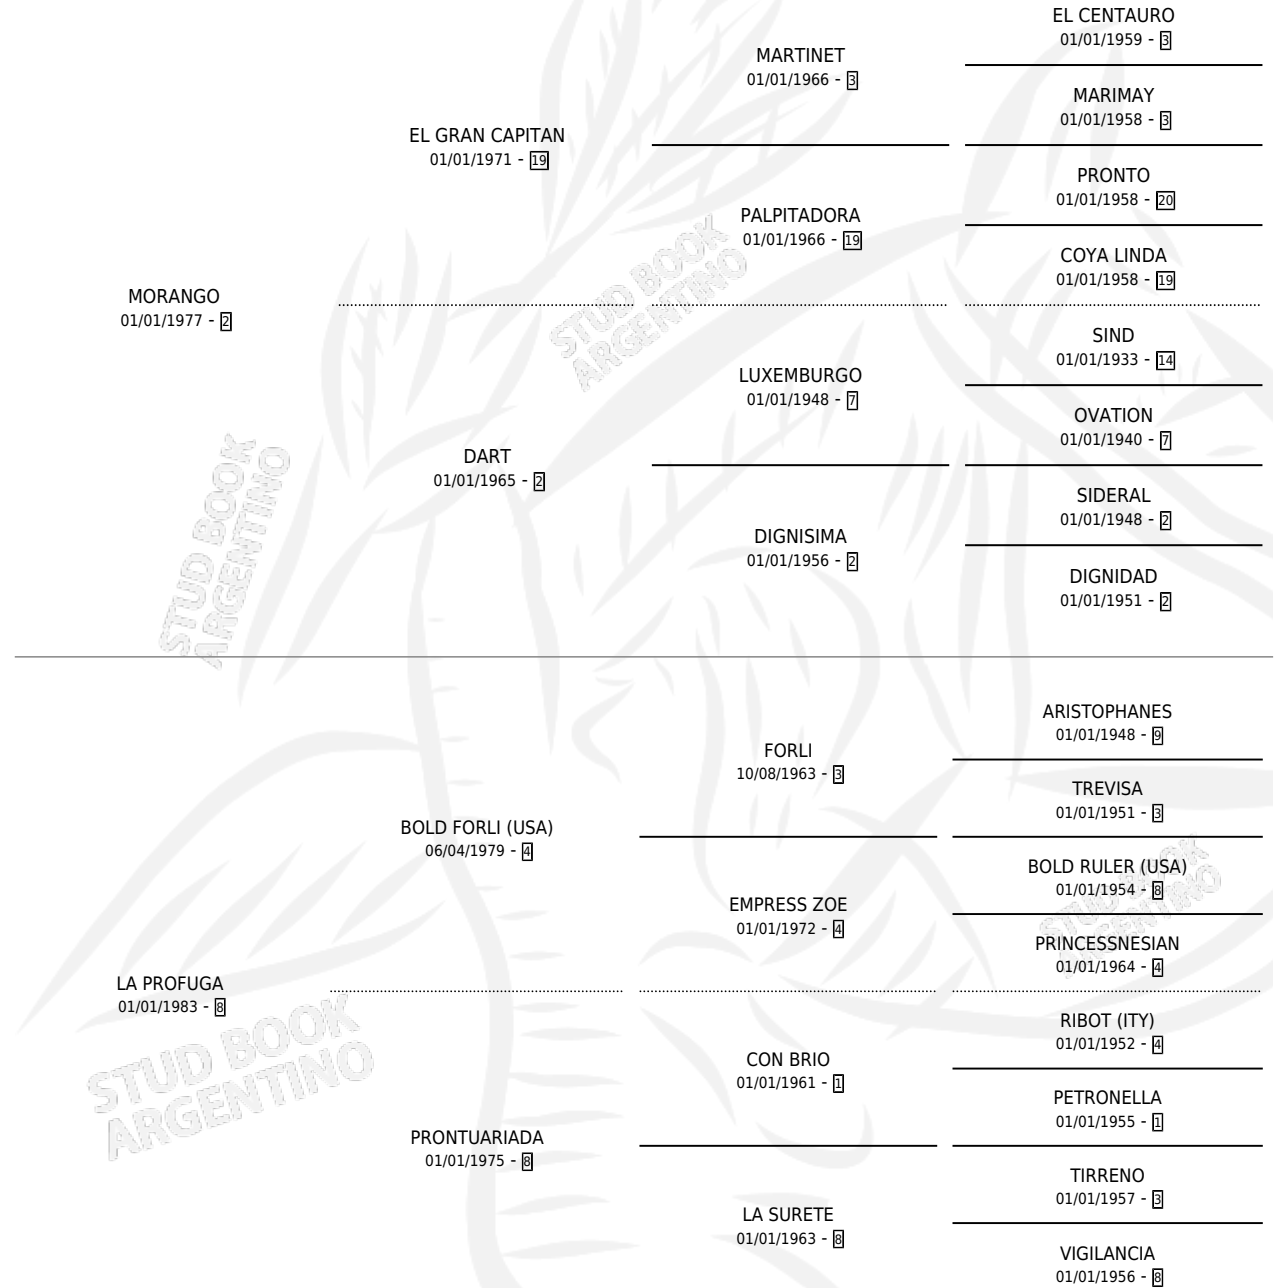 EL CENTAURO
01/01/1959 - 3
MARTINET
01/01/1966 - 3
MARIMAY
01/01/1958 - 3
EL GRAN CAPITAN
01/01/1971 - 19
PRONTO
01/01/1958 - 20
PALPITADORA
01/01/1966 - 19
COYA LINDA
01/01/1958 - 19
MORANGO
01/01/1977 - 2
STUD BOOK
ARGENTINO
SIND
01/01/1933 - 14
LUXEMBURGO
01/01/1948 - 7
OVATION
01/01/1940 - 7
DART
01/01/1965 - 2
SIDERAL
01/01/1948 - 2
DIGNISIMA
01/01/1956 - 2
DIGNIDAD
01/01/1951 - 2
STUD BOOK
ARGENTINO
ARISTOPHANES
01/01/1948 - 9
FORLI
10/08/1963 - 3
TREVISA
01/01/1951 - 3
BOLD FORLI (USA)
06/04/1979 - 4
BOLD RULER (USA)
01/01/1954 - 8
EMPRESS ZOE
01/01/1972 - 4
PRINCESSNESIAN
01/01/1964 - 4
STUD BOOK
ARGENTINO
LA PROFUGA
01/01/1983 - 8
RIBOT (ITY)
01/01/1952 - 4
CON BRIO
01/01/1961 - 1
PETRONELLA
01/01/1955 - 1
STUD BOOK
ARGENTINO
PRONTUARIADA
01/01/1975 - 8
TIRRENO
01/01/1957 - 3
LA SURETE
01/01/1963 - 8
VIGILANCIA
01/01/1956 - 8